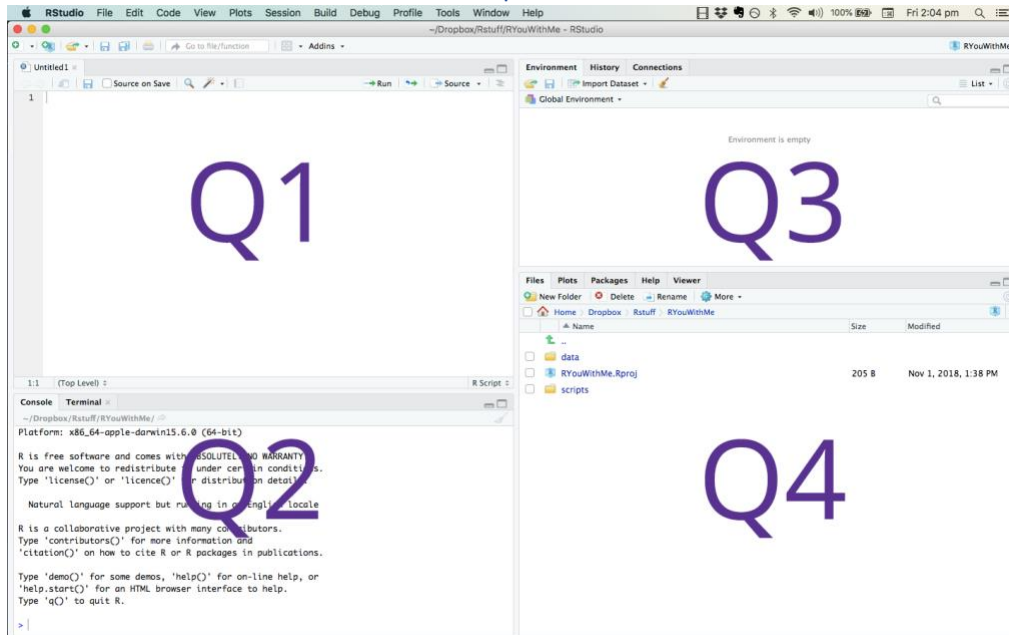 RStudio File Edit Code View Plots Session Build Debug Profile Tools Window Help 100% Fri 2:04 pm
~/Dropbox/Rstuff/RYouWithMe - RStudio
Go to file/function Addins RYouWithMe
Untitled1
Source on Save Run Source
1
Q1
1:1 (Top Level) R Script
Console Terminal
~/Dropbox/Rstuff/RYouWithMe/
Platform: x86_64-apple-darwin15.6.0 (64-bit)
R is free software and comes with ABSOLUTELY NO WARRANTY
You are welcome to redistribute under certain conditions.
Type 'license()' or 'licence()' distribution details
Natural language support but running in English locale
R is a collaborative project with many contributors.
Type 'contributors()' for more information and
'citation()' on how to cite R or R packages in publications.
Type 'demo()' for some demos, 'help()' for on-line help, or
'help.start()' for an HTML browser interface to help.
Type 'q()' to quit R.
>
Q2
Environment History Connections
Import Dataset List
Global Environment
Environment is empty
Q3
Files Plots Packages Help Viewer
New Folder Delete Rename More
Home Dropbox Rstuff RYouWithMe
Name Size Modified
..
data
RYouWithMe.Rproj 205 B Nov 1, 2018, 1:38 PM
scripts
Q4